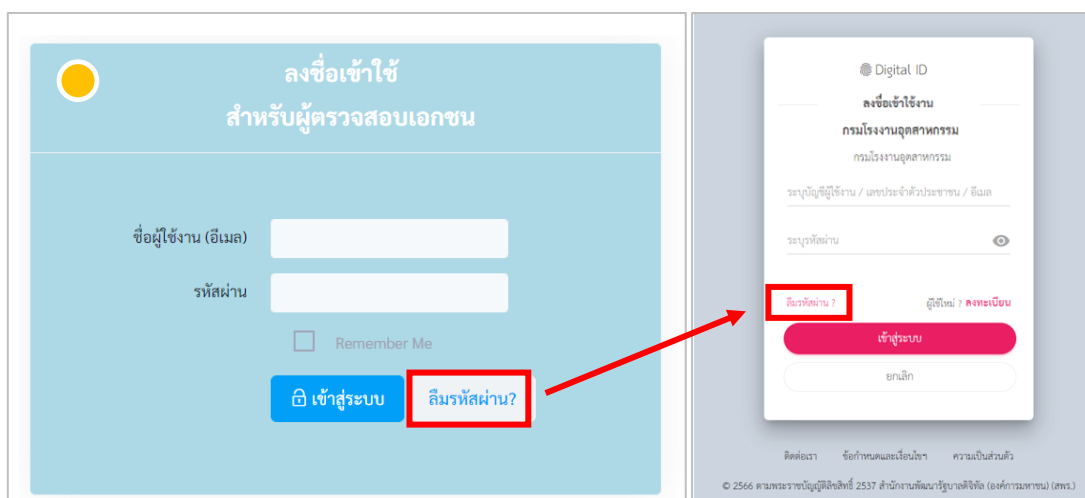 ลงชื่อเข้าใช้
สำหรับผู้ตรวจสอบเอกชน
ชื่อผู้ใช้งาน (อีเมล)
รหัสผ่าน
Remember Me
เข้าสู่ระบบ
ลืมรหัสผ่าน?
Digital ID
ลงชื่อเข้าใช้งาน
กรมโรงงานอุตสาหกรรม
กรมโรงงานอุตสาหกรรม
ระบุบัญชีผู้ใช้งาน / เลขประจำตัวประชาชน / อีเมล
ระบุรหัสผ่าน
ลืมรหัสผ่าน ?
ผู้ใช้ใหม่ ? ลงทะเบียน
เข้าสู่ระบบ
ยกเลิก
ติดต่อเรา ข้อกำหนดและเงื่อนไขฯ ความเป็นส่วนตัว
© 2566 ตามพระราชบัญญัติลิขสิทธิ์ 2537 สำนักงานพัฒนารัฐบาลดิจิทัล (องค์การมหาชน) (สพร.)